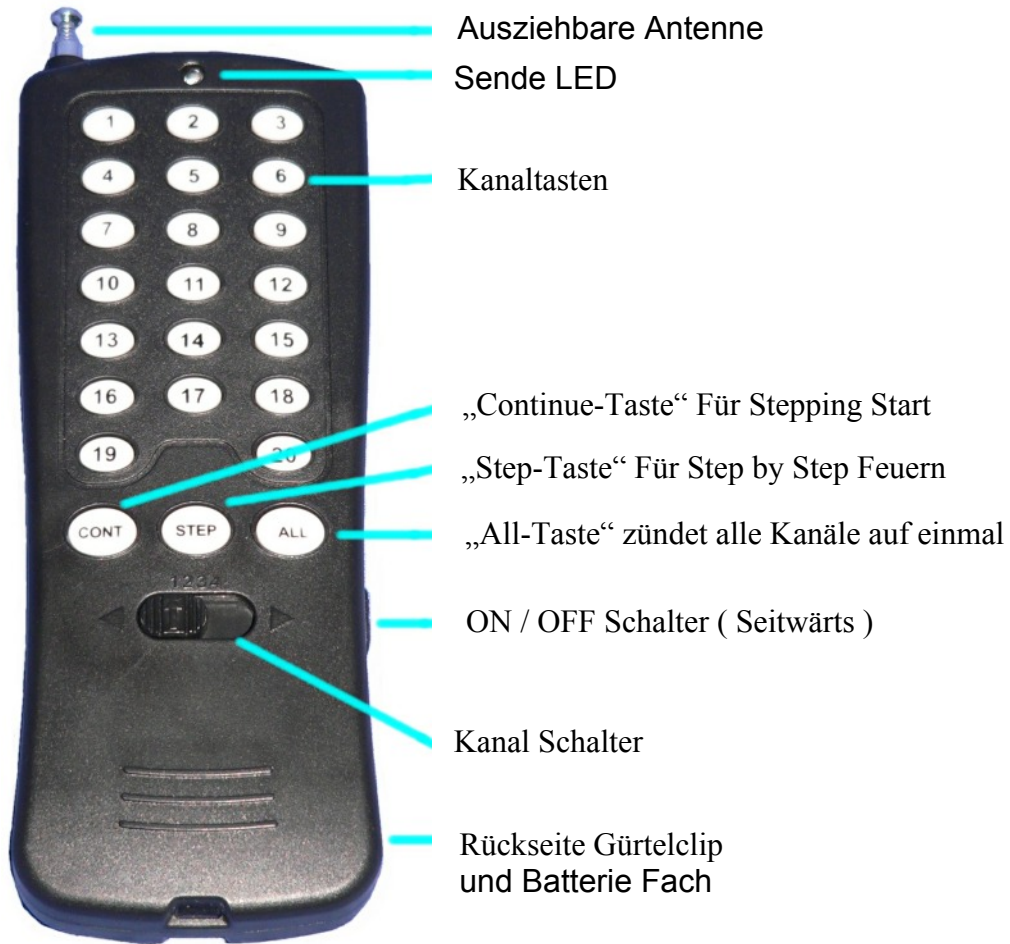 Ausziehbare Antenne
Sende LED
1 2 3
4 5 6
Kanaltasten
7 8 9
10 11 12
13 14 15
16 17 18
„Continue-Taste“ Für Stepping Start
19 20
„Step-Taste“ Für Step by Step Feuern
CONT STEP ALL
„All-Taste“ zündet alle Kanäle auf einmal
1234
ON / OFF Schalter ( Seitwärts )
Kanal Schalter
Rückseite Gürtelclip
und Batterie Fach